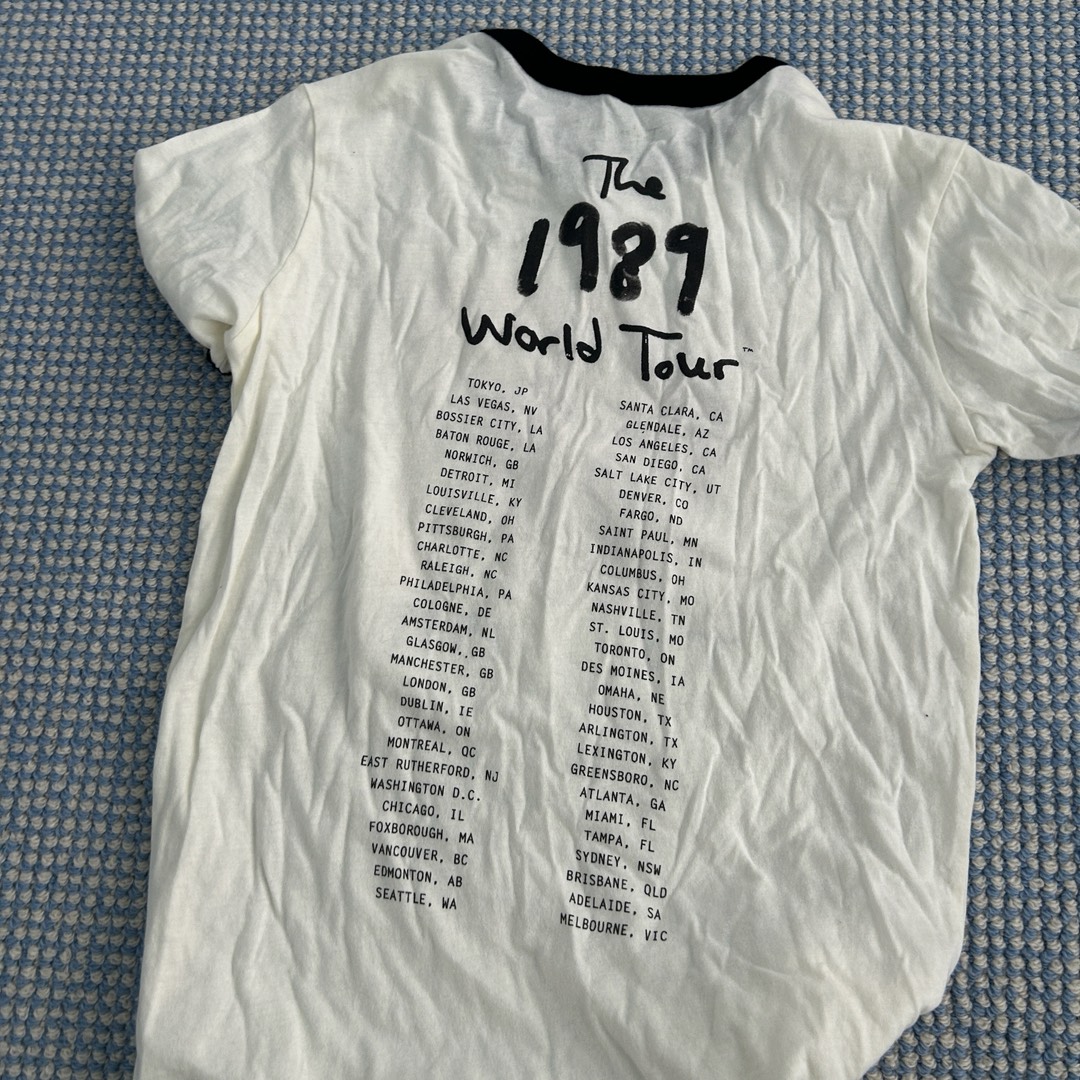 The
1989
World Tour™
TOKYO, JP
LAS VEGAS, NV
BOSSIER CITY, LA
BATON ROUGE, LA
NORWICH, GB
DETROIT, MI
LOUISVILLE, KY
CLEVELAND, OH
PITTSBURGH, PA
CHARLOTTE, NC
RALEIGH, NC
PHILADELPHIA, PA
COLOGNE, DE
AMSTERDAM, NL
GLASGOW, GB
MANCHESTER, GB
LONDON, GB
DUBLIN, IE
OTTAWA, ON
MONTREAL, QC
EAST RUTHERFORD, NJ
WASHINGTON D.C.
CHICAGO, IL
FOXBOROUGH, MA
VANCOUVER, BC
EDMONTON, AB
SEATTLE, WA
SANTA CLARA, CA
GLENDALE, AZ
LOS ANGELES, CA
SAN DIEGO, CA
SALT LAKE CITY, UT
DENVER, CO
FARGO, ND
SAINT PAUL, MN
INDIANAPOLIS, IN
COLUMBUS, OH
KANSAS CITY, MO
NASHVILLE, TN
ST. LOUIS, MO
TORONTO, ON
DES MOINES, IA
OMAHA, NE
HOUSTON, TX
ARLINGTON, TX
LEXINGTON, KY
GREENSBORO, NC
ATLANTA, GA
MIAMI, FL
TAMPA, FL
SYDNEY, NSW
BRISBANE, QLD
ADELAIDE, SA
MELBOURNE, VIC